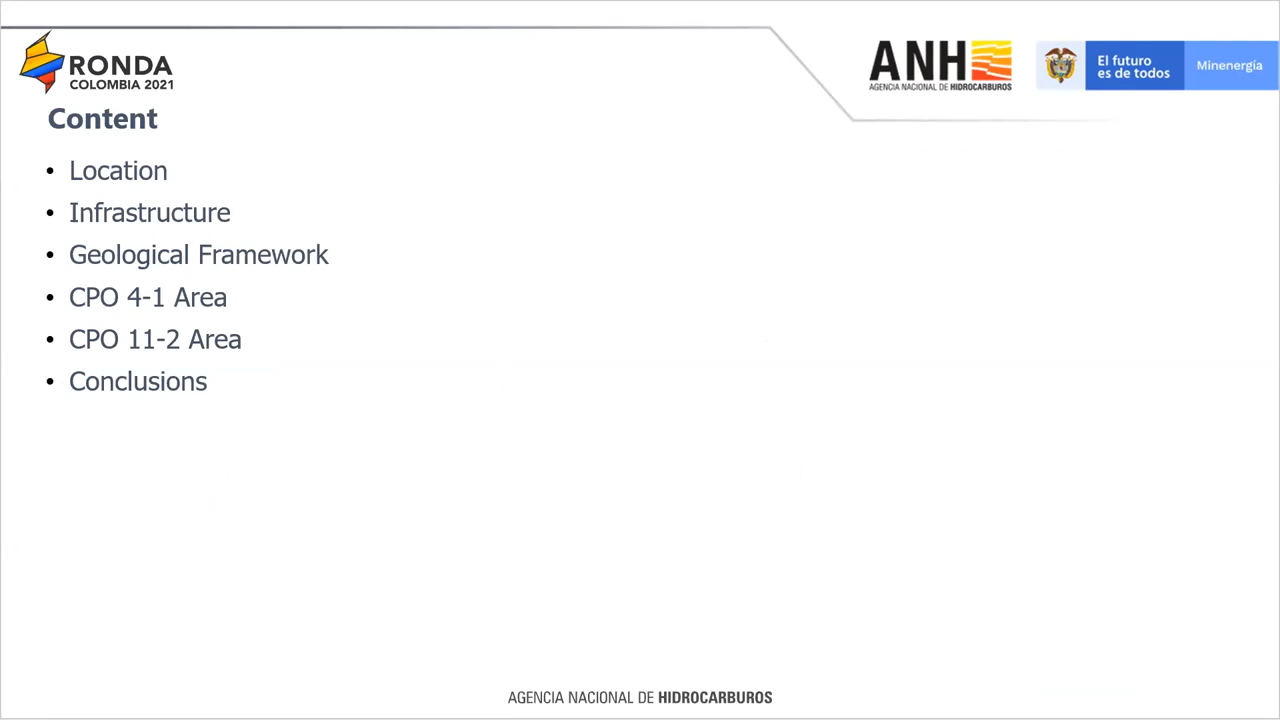 RONDA
COLOMBIA 2021
ANH
AGENCIA NACIONAL DE HIDROCARBUROS
El futuro
es de todos
Minenergía
Content
• Location
• Infrastructure
• Geological Framework
• CPO 4-1 Area
• CPO 11-2 Area
• Conclusions
AGENCIA NACIONAL DE HIDROCARBUROS